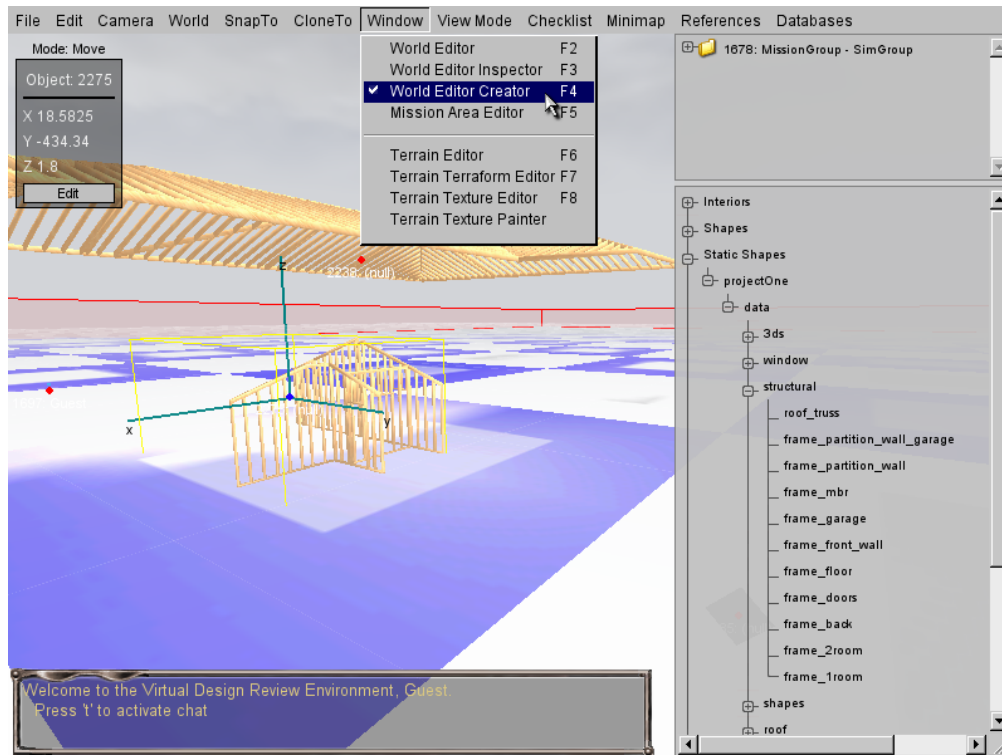 File Edit Camera World SnapTo CloneTo Window View Mode Checklist Minimap References Databases
Mode: Move
Object: 2275
X 18.5825
Y -434.34
Z 1.8
Edit
World Editor F2
World Editor Inspector F3
World Editor Creator F4
Mission Area Editor F5
Terrain Editor F6
Terrain Terraform Editor F7
Terrain Texture Editor F8
Terrain Texture Painter
1678: MissionGroup - SimGroup
Interiors
Shapes
Static Shapes
projectOne
data
3ds
window
structural
roof_truss
frame_partition_wall_garage
frame_partition_wall
frame_mbr
frame_garage
frame_front_wall
frame_floor
frame_doors
frame_back
frame_2room
frame_1room
shapes
roof
z
2238: (null)
x
y
Welcome to the Virtual Design Review Environment, Guest.
Press 't' to activate chat